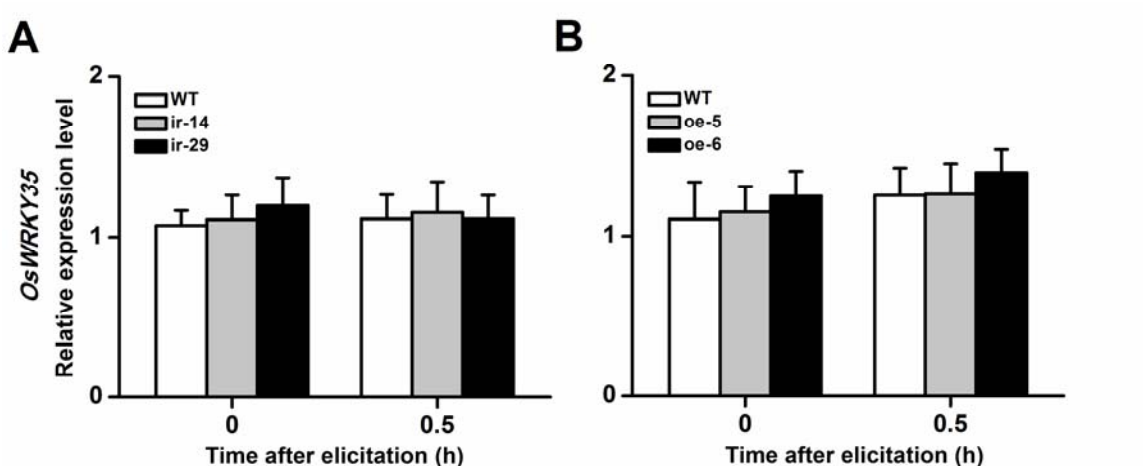 A
OsWRKY35
Relative expression level
2
1
0
WT
ir-14
ir-29
0
0.5
Time after elicitation (h)
B
2
1
0
WT
oe-5
oe-6
0
0.5
Time after elicitation (h)